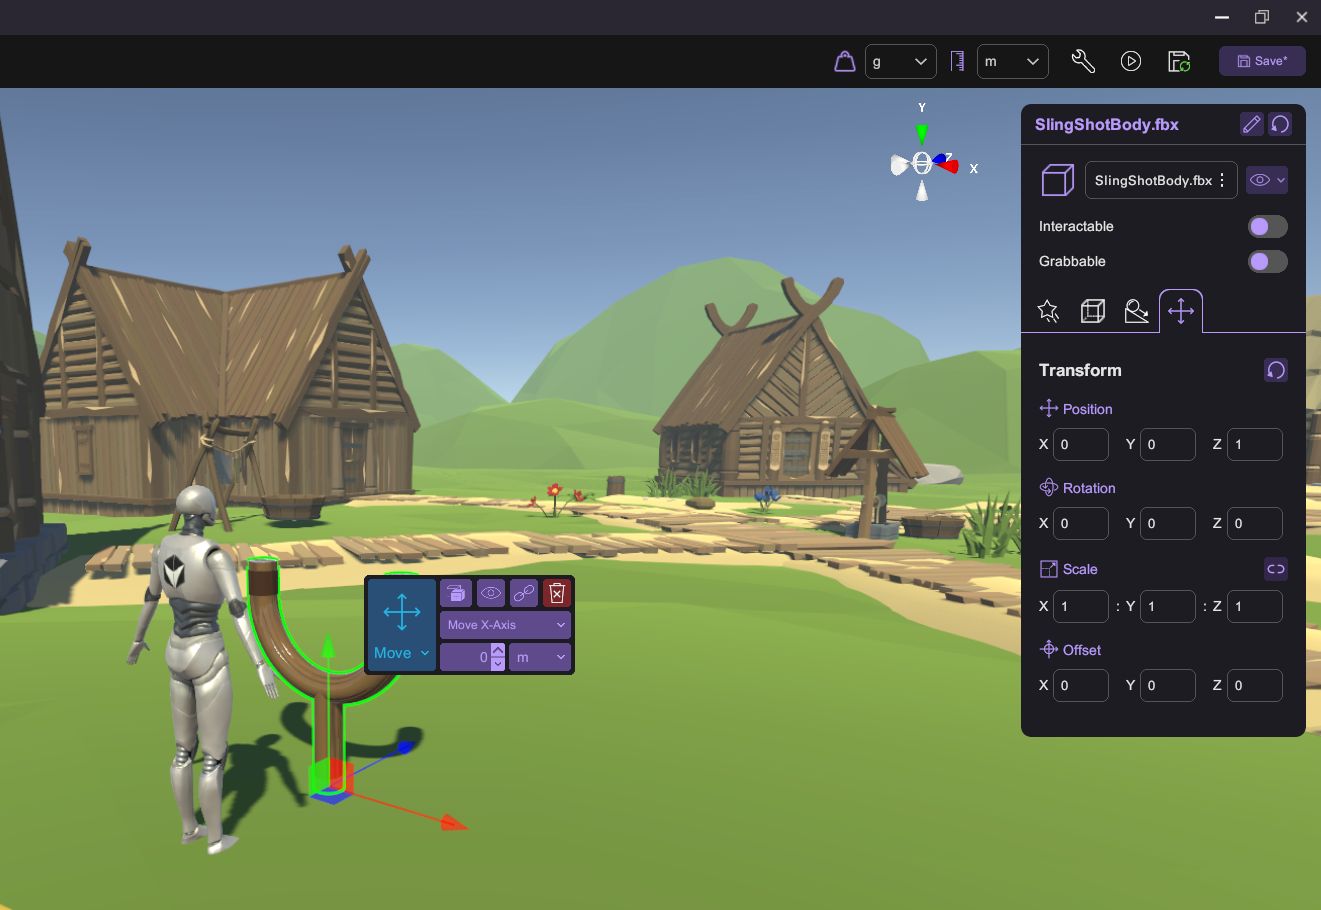 g
m
Save*
Y
Z
X
SlingShotBody.fbx
SlingShotBody.fbx
Interactable
Grabbable
Transform
Position
X 0 Y 0 Z 1
Rotation
X 0 Y 0 Z 0
Scale
X 1 : Y 1 : Z 1
Offset
X 0 Y 0 Z 0
Move
Move X-Axis
0 m